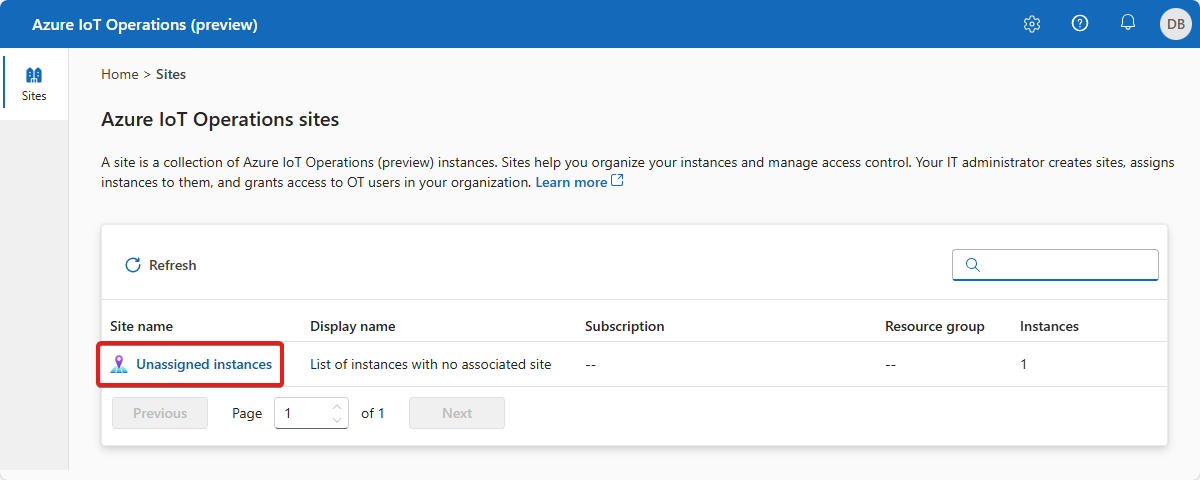 Azure IoT Operations (preview)
DB
Sites
Home > Sites
Azure IoT Operations sites
A site is a collection of Azure IoT Operations (preview) instances. Sites help you organize your instances and manage access control. Your IT administrator creates sites, assigns
instances to them, and grants access to OT users in your organization. Learn more
Refresh
Site name Display name Subscription Resource group Instances
Unassigned instances List of instances with no associated site -- -- 1
Previous Page 1 of 1 Next